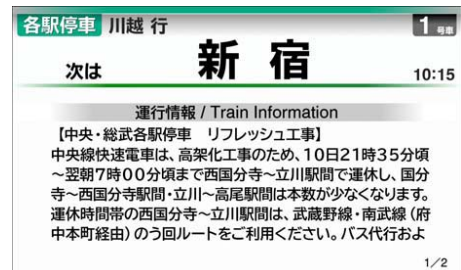 各駅停車 川越 行 1 号車
次は 新宿 10:15
運行情報 / Train Information
【中央・総武各駅停車 リフレッシュ工事】
中央線快速電車は、高架化工事のため、10日21時35分頃
～翌朝7時00分頃まで西国分寺～立川駅間で運休し、国分
寺～西国分寺駅間・立川～高尾駅間は本数が少なくなります。
運休時間帯の西国分寺～立川駅間は、武蔵野線・南武線（府
中本町経由）のう回ルートをご利用ください。バス代行およ
1／2